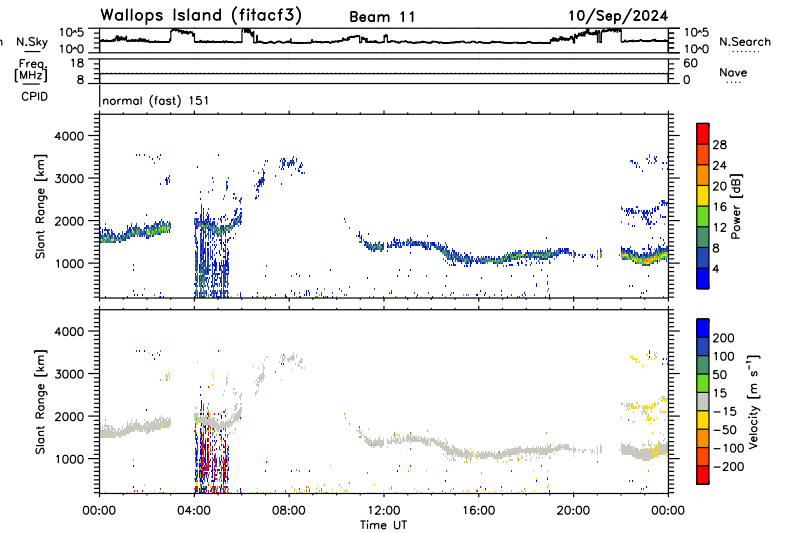 Wallops Island (fitacf3) Beam 11 10/Sep/2024
N.Sky 10^5 10^0 10^5 10^0 N.Search
Freq. [MHz] 18 8 60 0 Nave
CPID normal (fast) 151
Slant Range [km] 4000 3000 2000 1000
28 24 20 16 12 8 4 Power [dB]
Slant Range [km] 4000 3000 2000 1000
200 100 50 15 -15 -50 -100 -200 Velocity [m s⁻¹]
00:00 04:00 08:00 12:00 16:00 20:00 00:00
Time UT